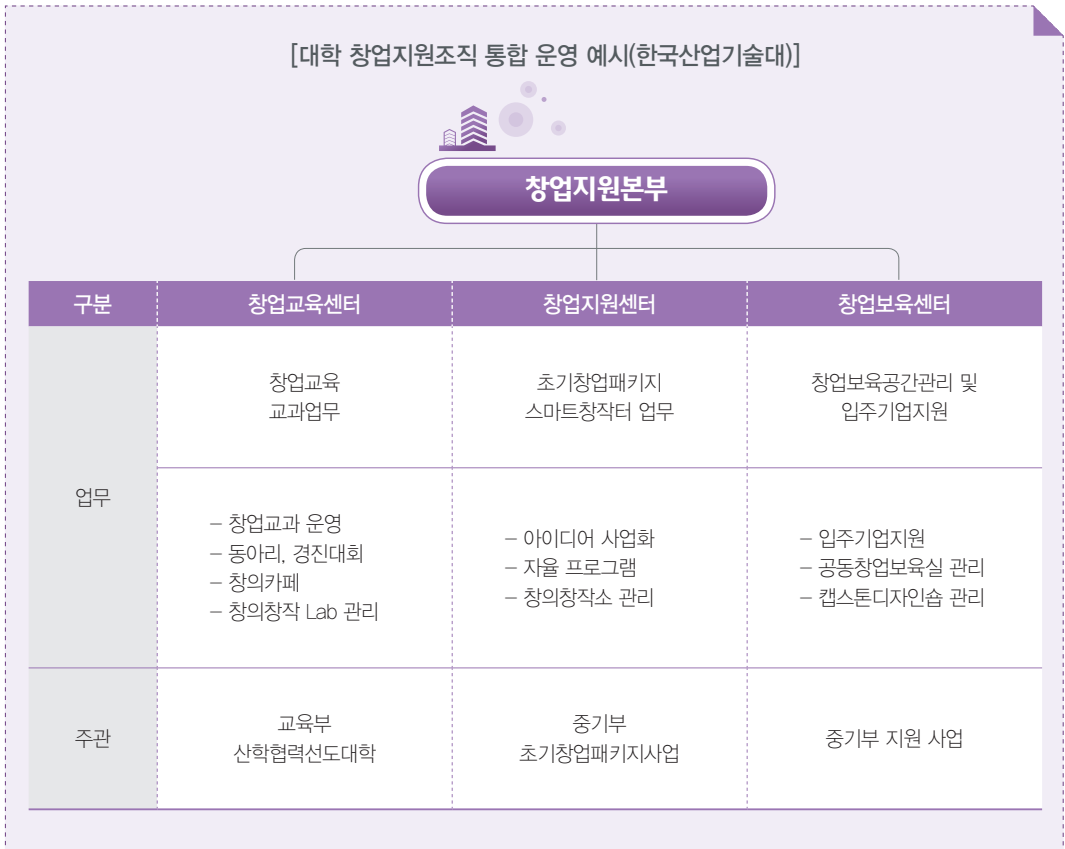 [대학 창업지원조직 통합 운영 예시(한국산업기술대)]
창업지원본부
구분
창업교육센터
창업지원센터
창업보육센터
업무
창업교육
교과업무
초기창업패키지
스마트창작터 업무
창업보육공간관리 및
입주기업지원
– 창업교과 운영
– 동아리, 경진대회
– 창의카페
– 창의창작 Lab 관리
– 아이디어 사업화
– 자율 프로그램
– 창의창작소 관리
– 입주기업지원
– 공동창업보육실 관리
– 캡스톤디자인숍 관리
주관
교육부
산학협력선도대학
중기부
초기창업패키지사업
중기부 지원 사업